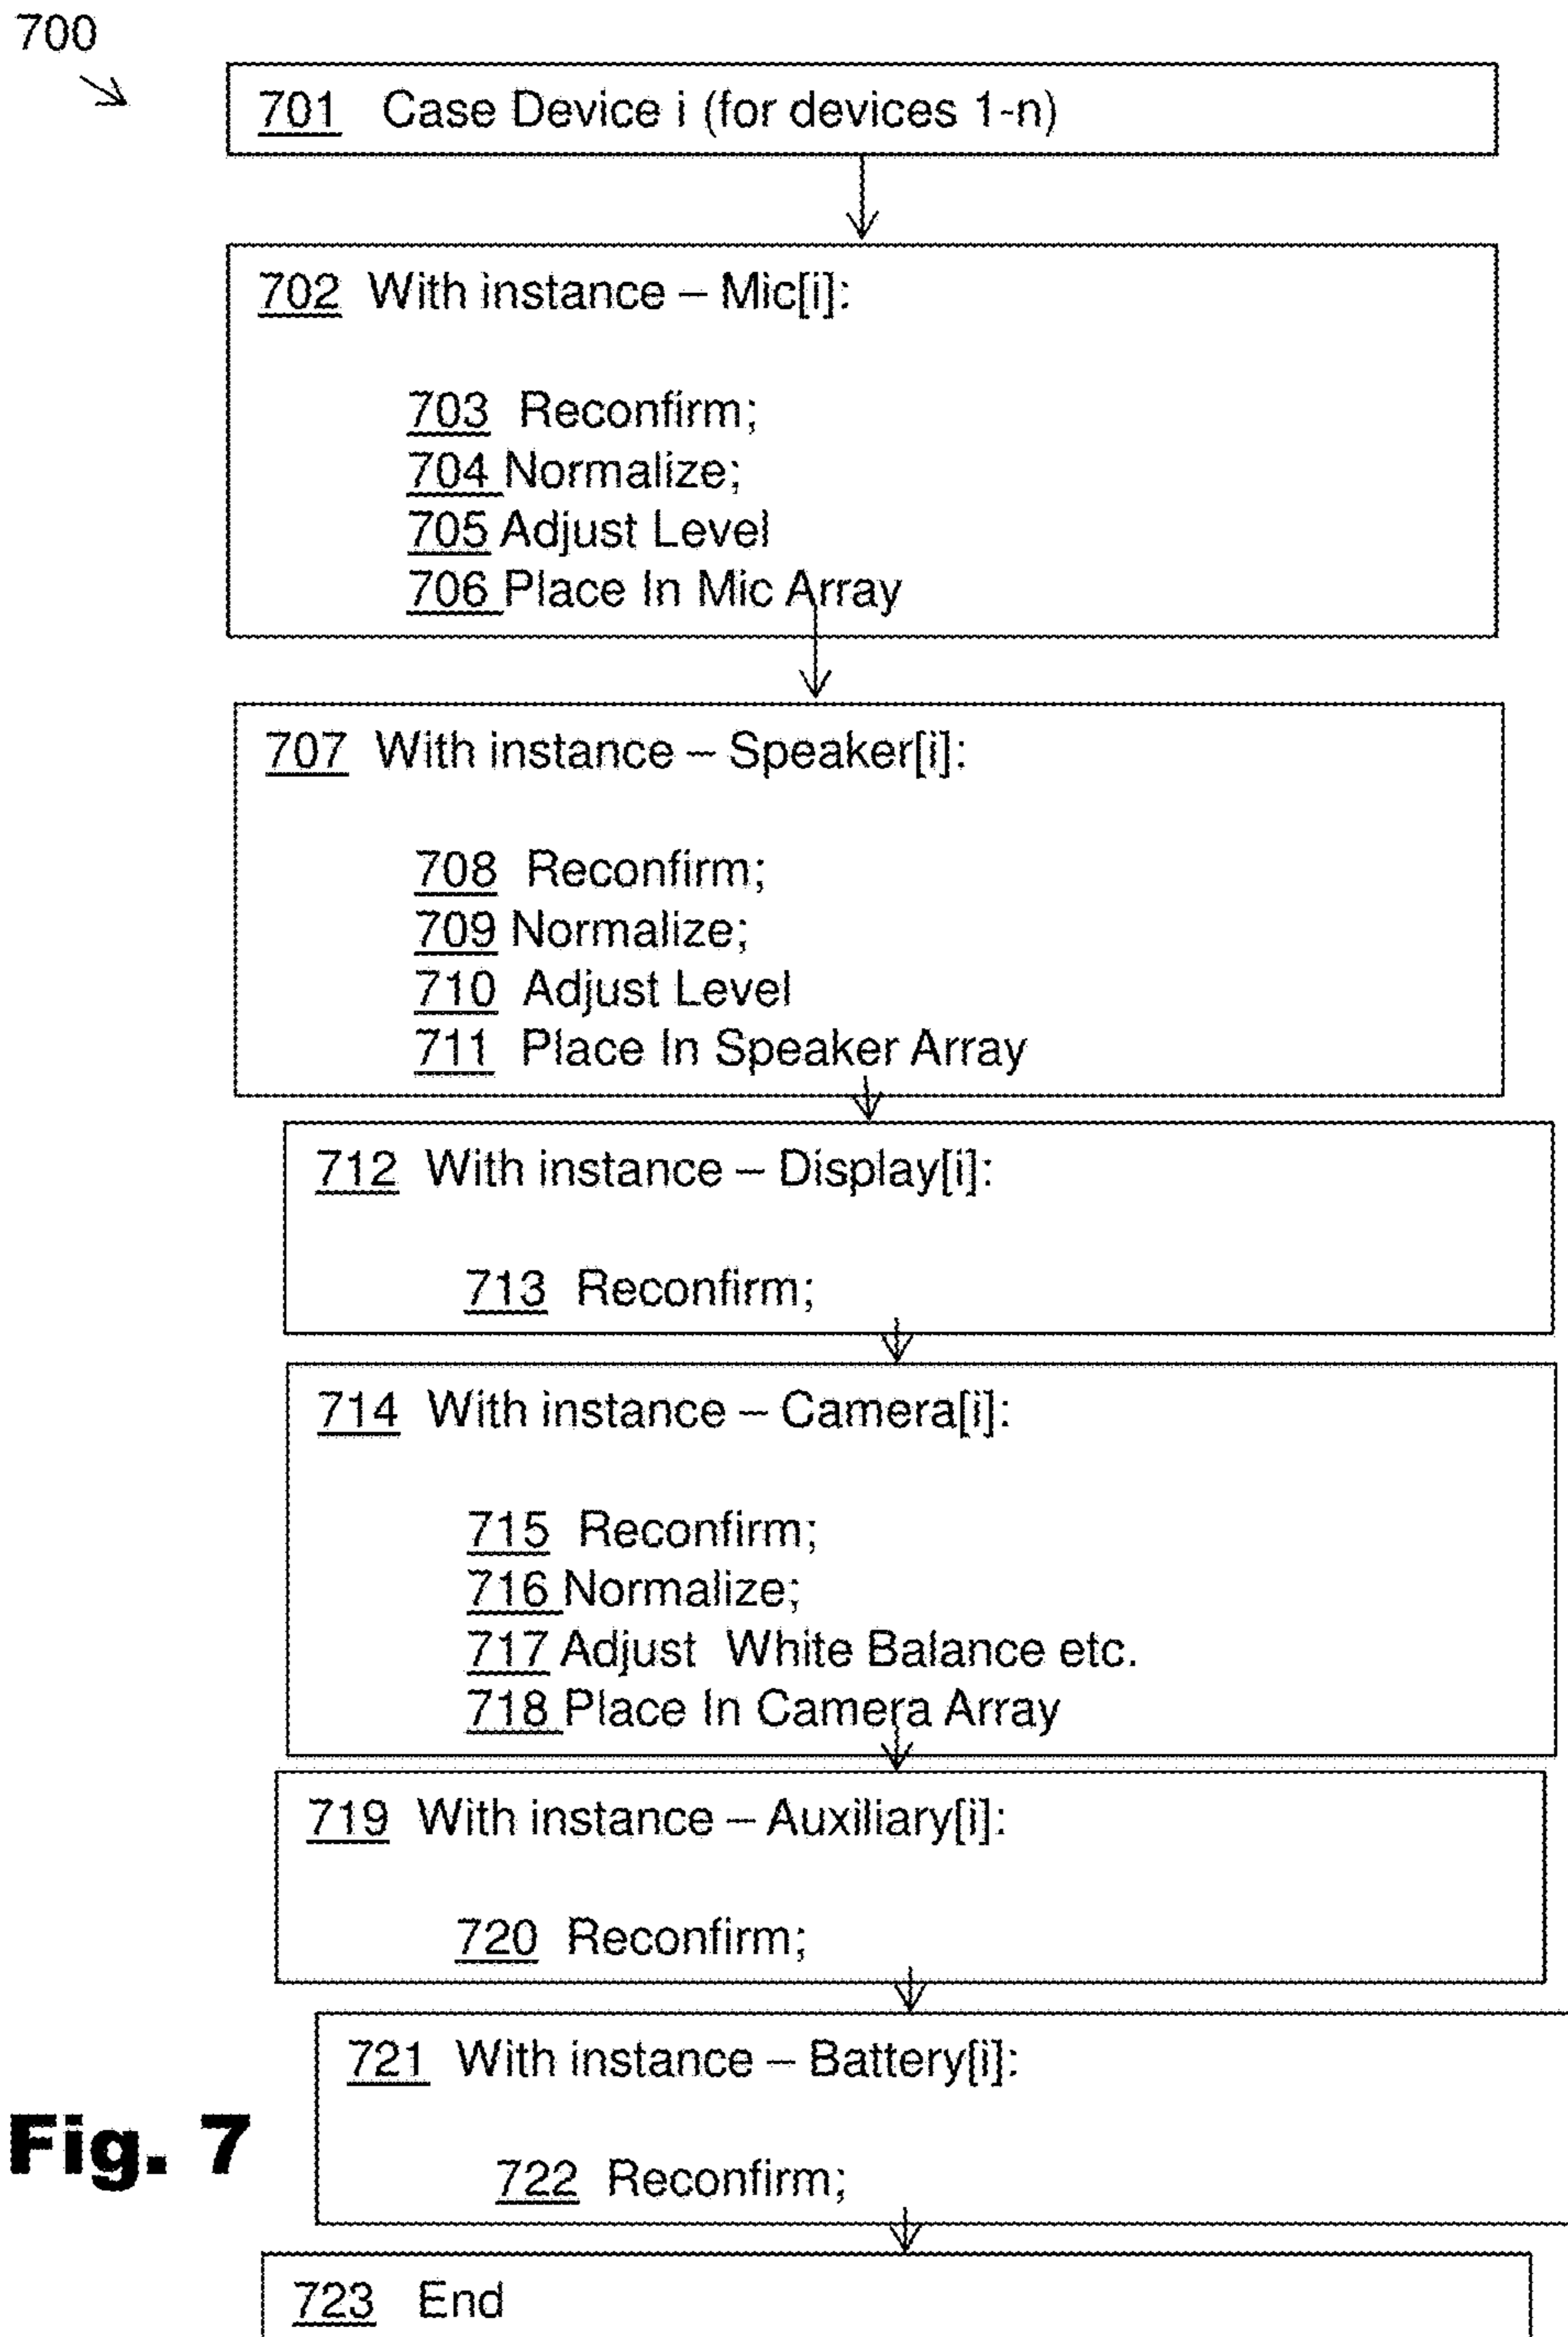 700
701 Case Device i (for devices 1-n)
702 With instance – Mic[i]:
703 Reconfirm;
704 Normalize;
705 Adjust Level
706 Place In Mic Array
707 With instance – Speaker[i]:
708 Reconfirm;
709 Normalize;
710 Adjust Level
711 Place In Speaker Array
712 With instance – Display[i]:
713 Reconfirm;
714 With instance – Camera[i]:
715 Reconfirm;
716 Normalize;
717 Adjust White Balance etc.
718 Place In Camera Array
719 With instance – Auxiliary[i]:
720 Reconfirm;
721 With instance – Battery[i]:
Fig. 7
722 Reconfirm;
723 End